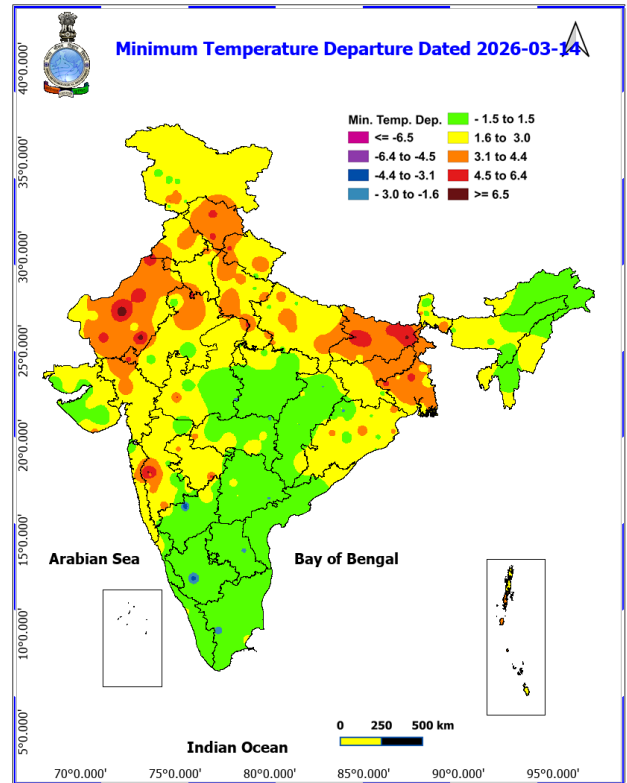 Minimum Temperature Departure Dated 2026-03-14
Min. Temp. Dep.
<= -6.5
-6.4 to -4.5
-4.4 to -3.1
- 3.0 to -1.6
- 1.5 to 1.5
1.6 to 3.0
3.1 to 4.4
4.5 to 6.4
>= 6.5
40°0.000'
35°0.000'
30°0.000'
25°0.000'
20°0.000'
15°0.000'
10°0.000'
5°0.000'
Arabian Sea
Bay of Bengal
0 250 500 km
Indian Ocean
70°0.000' 75°0.000' 80°0.000' 85°0.000' 90°0.000' 95°0.000'